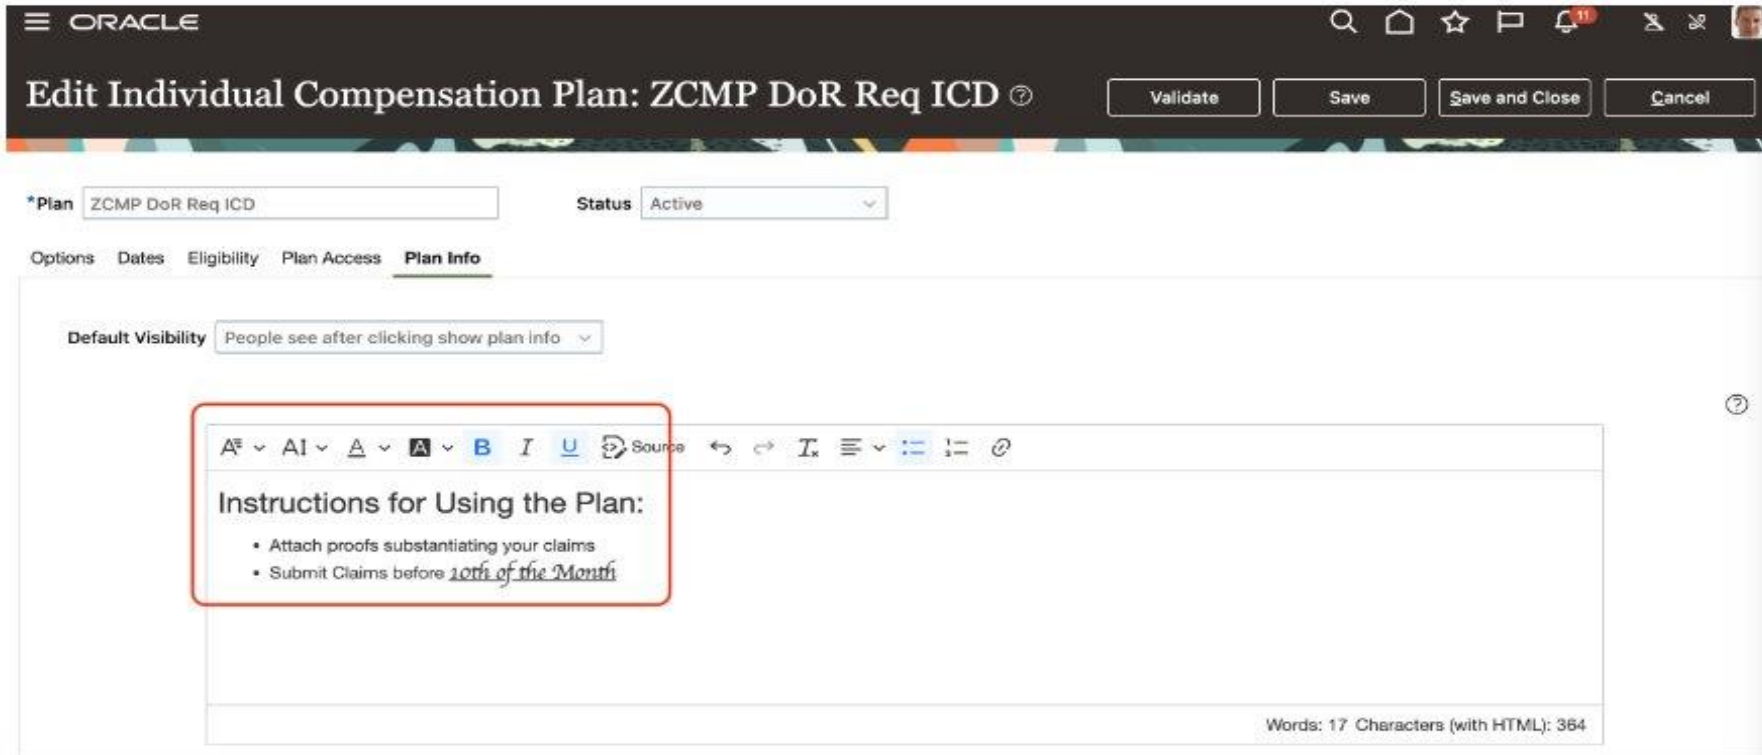 ORACLE
11
Edit Individual Compensation Plan: ZCMP DoR Req ICD
Validate
Save
Save and Close
Cancel
*Plan ZCMP DoR Req ICD
Status Active
Options Dates Eligibility Plan Access Plan Info
Default Visibility People see after clicking show plan info
B I U Source
Instructions for Using the Plan:
• Attach proofs substantiating your claims
• Submit Claims before 10th of the Month
Words: 17 Characters (with HTML): 364